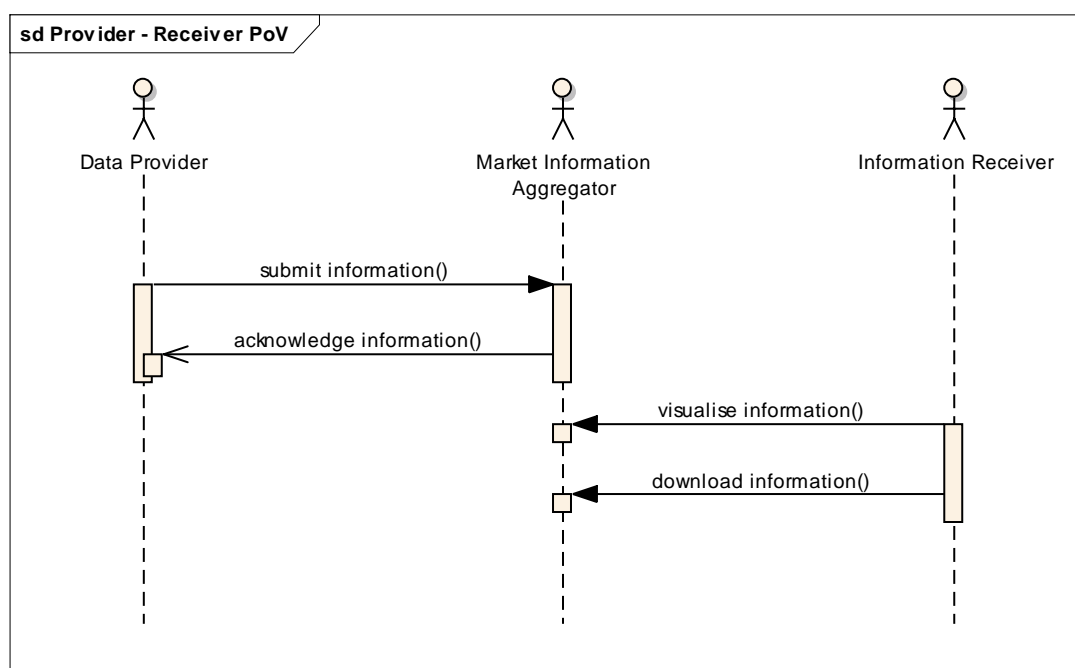 sd Provider - Receiver PoV
Data Provider
Market Information
Aggregator
Information Receiver
submit information()
acknowledge information()
visualise information()
download information()